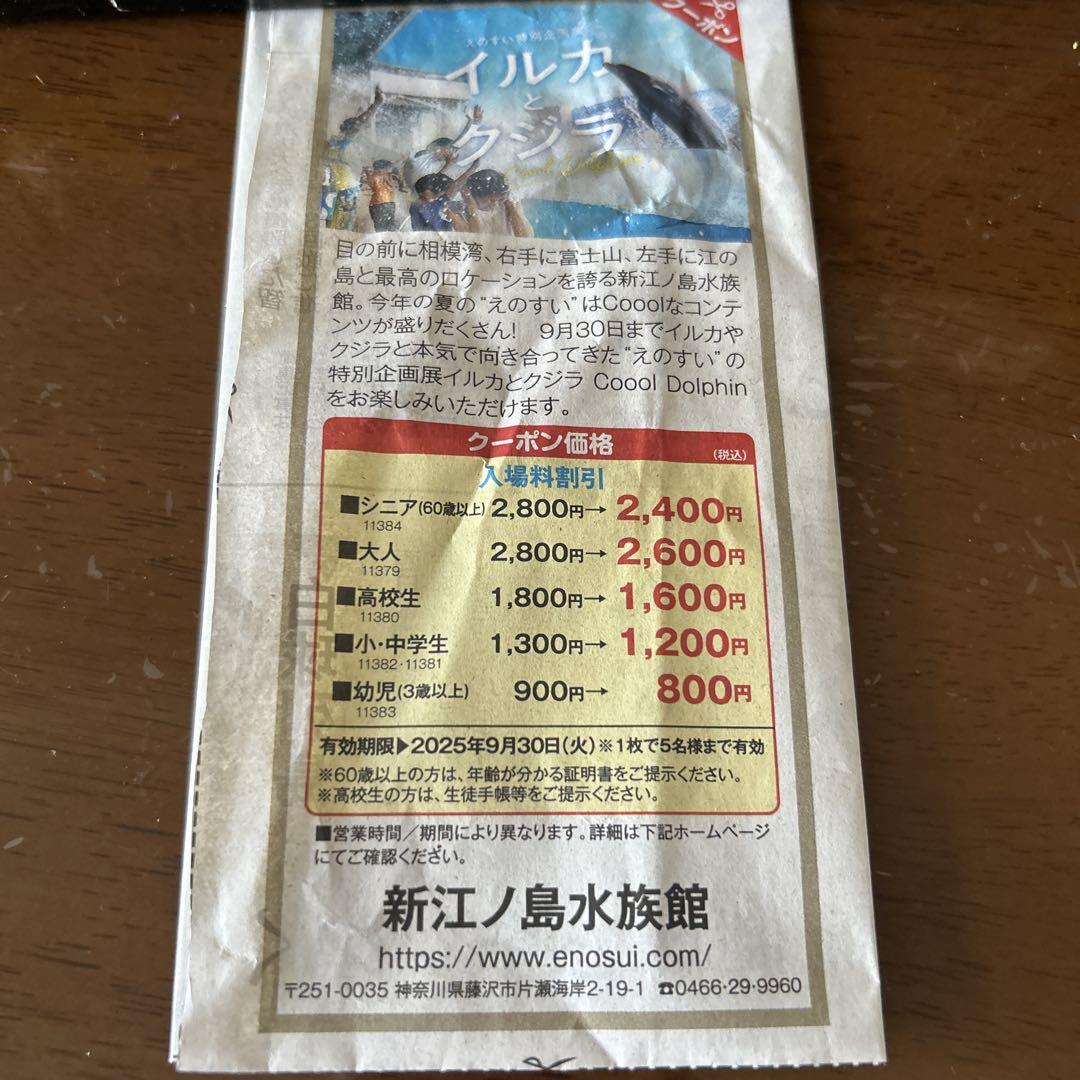 クーポン
えのすい特別企画展
イルカ
と
クジラ
Coool Dolphin
目の前に相模湾、右手に富士山、左手に江の
島と最高のロケーションを誇る新江ノ島水族
館。今年の夏の“えのすい”はCooolなコンテ
ンツが盛りだくさん! 9月30日までイルカや
クジラと本気で向き合ってきた“えのすい”の
特別企画展イルカとクジラ Coool Dolphin
をお楽しみいただけます。
クーポン価格
(税込)
入場料割引
■シニア(60歳以上) 2,800円→ 2,400円
11384
■大人 2,800円→ 2,600円
11379
■高校生 1,800円→ 1,600円
11380
■小・中学生 1,300円→ 1,200円
11382・11381
■幼児(3歳以上) 900円→ 800円
11383
有効期限▶2025年9月30日(火) ※1枚で5名様まで有効
※60歳以上の方は、年齢が分かる証明書をご提示ください。
※高校生の方は、生徒手帳等をご提示ください。
■営業時間/期間により異なります。詳細は下記ホームページ
にてご確認ください。
新江ノ島水族館
https://www.enosui.com/
〒251-0035 神奈川県藤沢市片瀬海岸2-19-1 ☎0466・29・9960